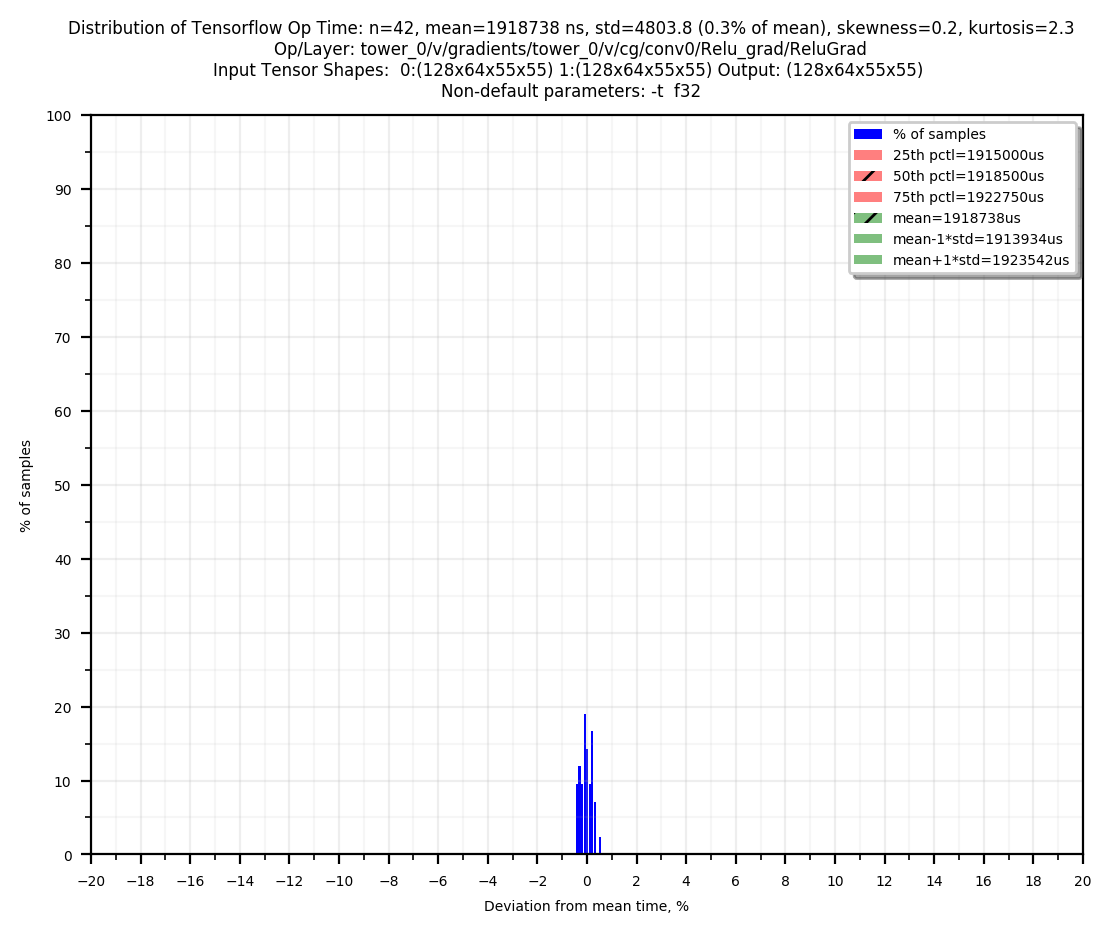 Distribution of Tensorflow Op Time: n=42, mean=1918738 ns, std=4803.8 (0.3% of mean), skewness=0.2, kurtosis=2.3
Op/Layer: tower_0/v/gradients/tower_0/v/cg/conv0/Relu_grad/ReluGrad
Input Tensor Shapes:  0:(128x64x55x55) 1:(128x64x55x55) Output: (128x64x55x55)
Non-default parameters: -t  f32
% of samples
25th pctl=1915000us
50th pctl=1918500us
75th pctl=1922750us
mean=1918738us
mean-1*std=1913934us
mean+1*std=1923542us
100
90
80
70
60
50
40
30
20
10
0
% of samples
−20 −18 −16 −14 −12 −10 −8 −6 −4 −2 0 2 4 6 8 10 12 14 16 18 20
Deviation from mean time, %